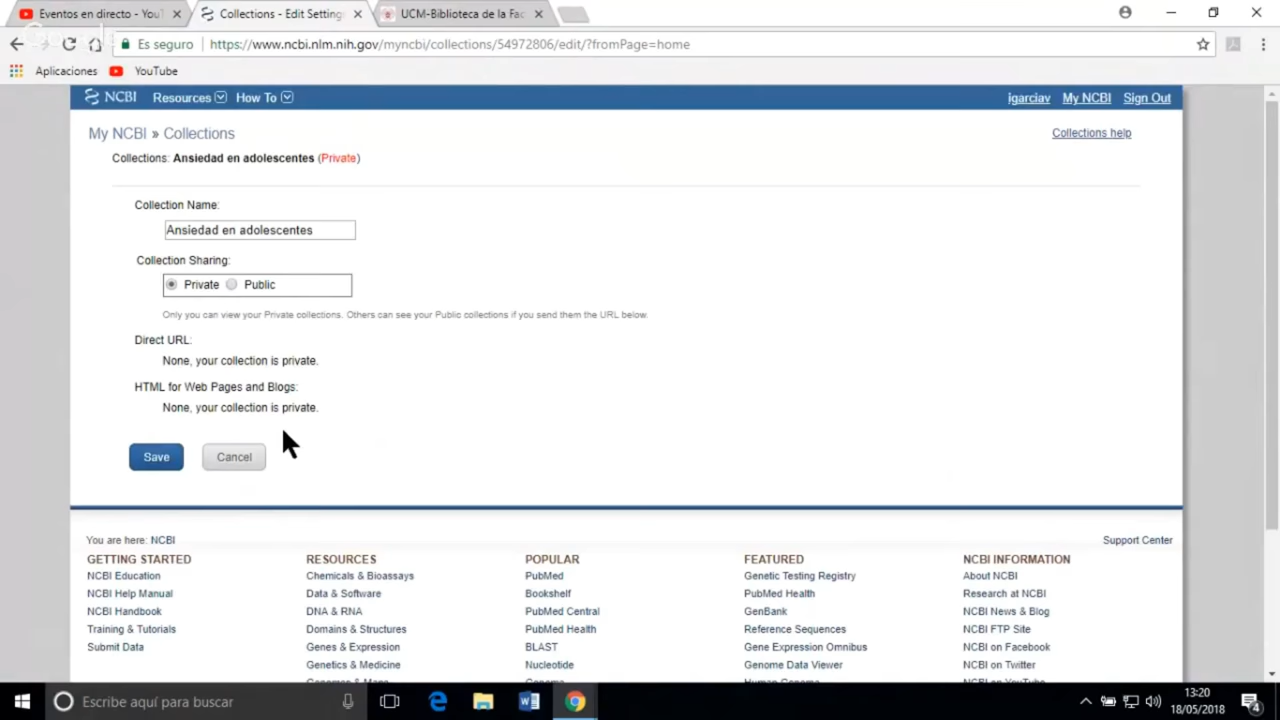 Eventos en directo - You
Collections - Edit Settings
UCM-Biblioteca de la Fac
Es seguro https://www.ncbi.nlm.nih.gov/myncbi/collections/54972806/edit/?fromPage=home
Aplicaciones YouTube
NCBI Resources How To igarciav My NCBI Sign Out
My NCBI » Collections Collections help
Collections: Ansiedad en adolescentes (Private)
Collection Name:
Ansiedad en adolescentes
Collection Sharing:
Private Public
Only you can view your Private collections. Others can see your Public collections if you send them the URL below.
Direct URL:
None, your collection is private.
HTML for Web Pages and Blogs:
None, your collection is private.
Save Cancel
You are here: NCBI Support Center
GETTING STARTED RESOURCES POPULAR FEATURED NCBI INFORMATION
NCBI Education Chemicals & Bioassays PubMed Genetic Testing Registry About NCBI
NCBI Help Manual Data & Software Bookshelf PubMed Health Research at NCBI
NCBI Handbook DNA & RNA PubMed Central GenBank NCBI News & Blog
Training & Tutorials Domains & Structures PubMed Health Reference Sequences NCBI FTP Site
Submit Data Genes & Expression BLAST Gene Expression Omnibus NCBI on Facebook
Genetics & Medicine Nucleotide Genome Data Viewer NCBI on Twitter
Escribe aquí para buscar
13:20
18/05/2018
4